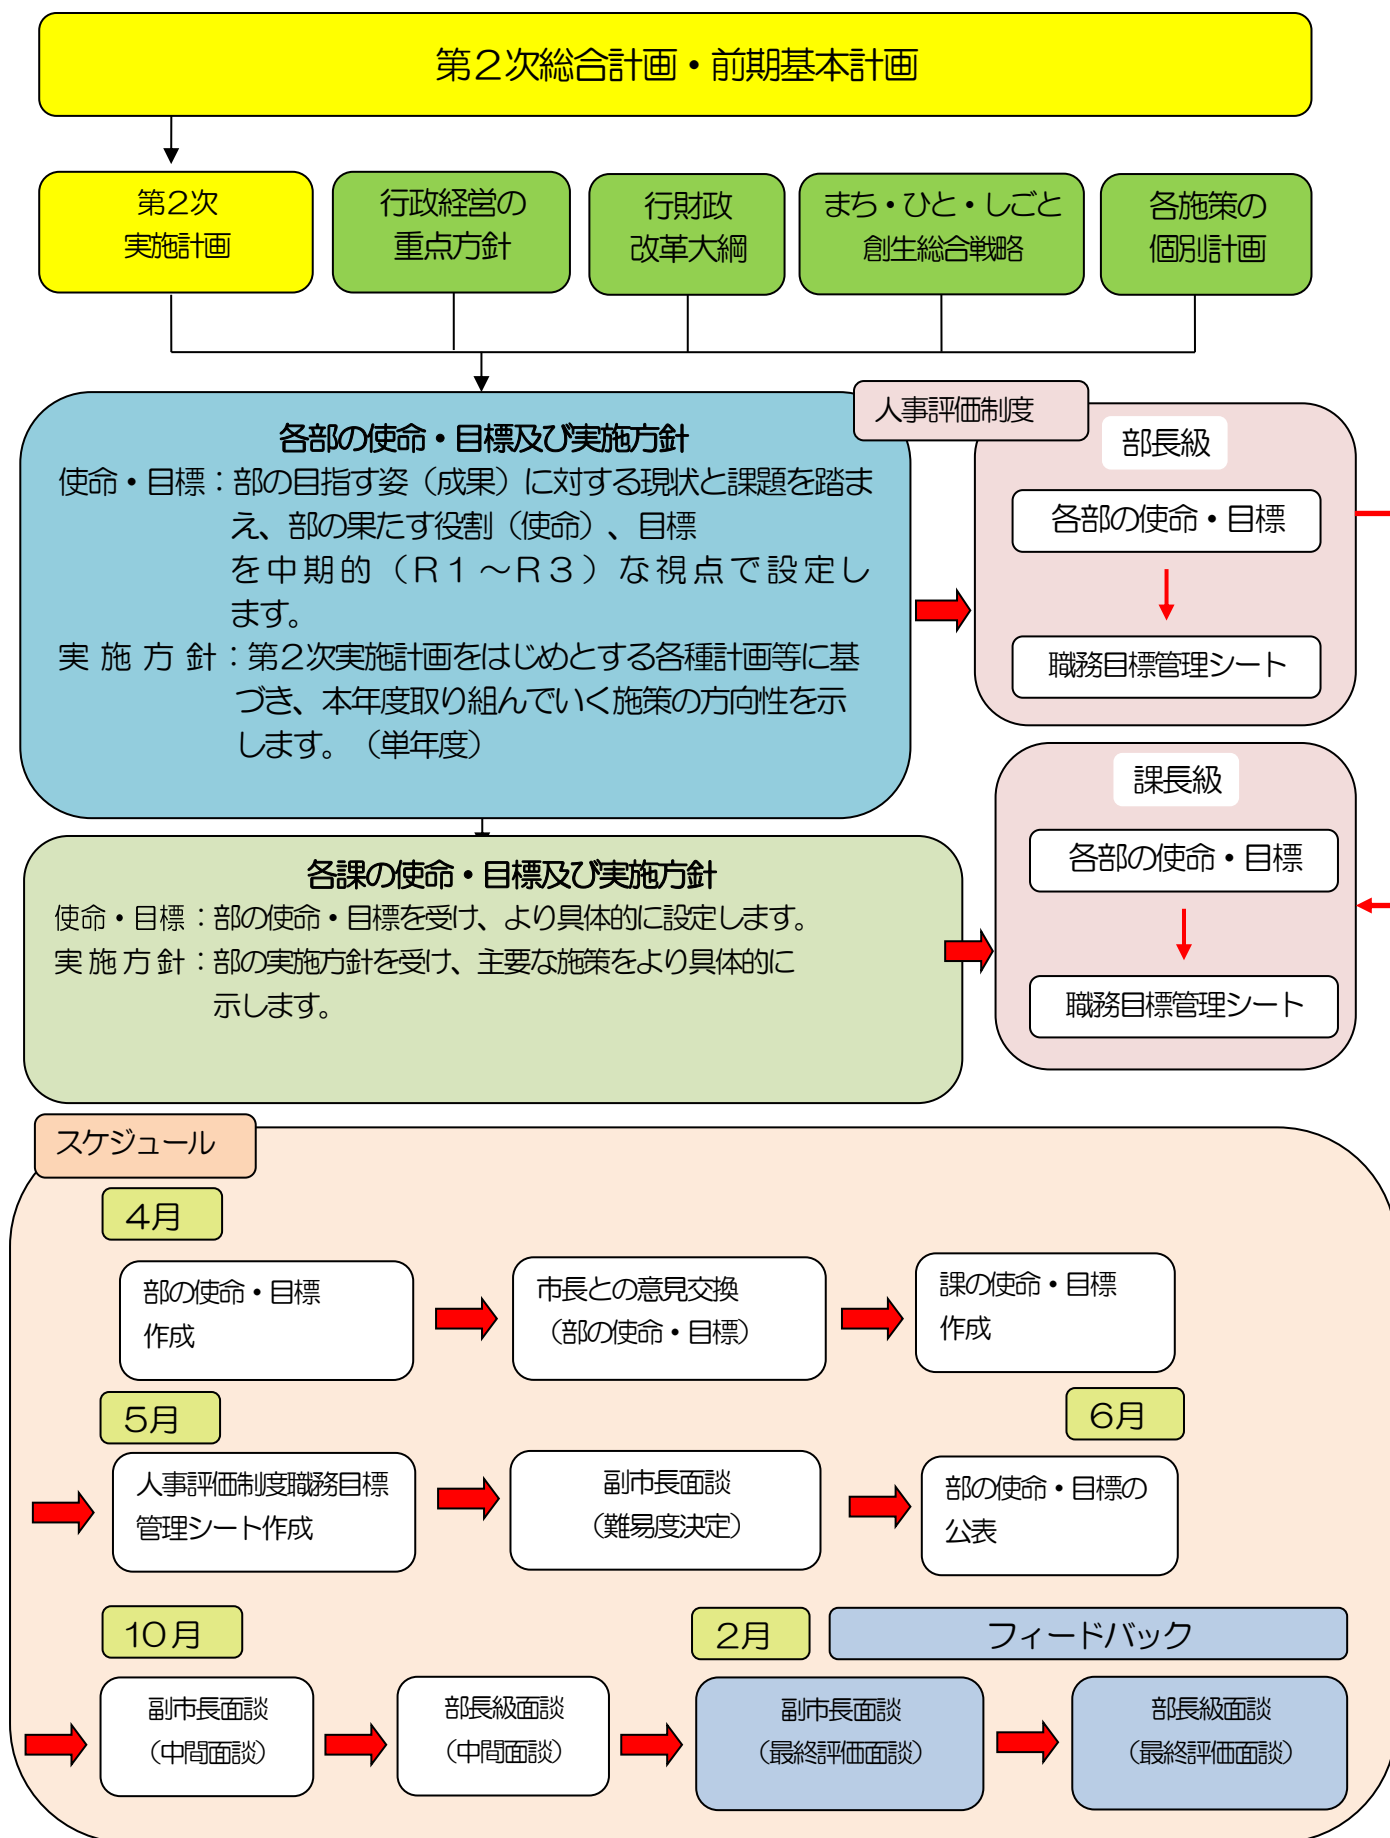 第２次総合計画・前期基本計画
第２次
実施計画
行政経営の
重点方針
行財政
改革大綱
まち・ひと・しごと
創生総合戦略
各施策の
個別計画
各部の使命・目標及び実施方針
使命・目標：部の目指す姿（成果）に対する現状と課題を踏ま
え、部の果たす役割（使命）、目標
を中期的（Ｒ１～Ｒ３）な視点で設定し
ます。
実施方針：第２次実施計画をはじめとする各種計画等に基
づき、本年度取り組んでいく施策の方向性を示
します。（単年度）
人事評価制度
部長級
各部の使命・目標
職務目標管理シート
課長級
各部の使命・目標
職務目標管理シート
各課の使命・目標及び実施方針
使命・目標：部の使命・目標を受け、より具体的に設定します。
実施方針：部の実施方針を受け、主要な施策をより具体的に
示します。
スケジュール
４月
部の使命・目標
作成
市長との意見交換
（部の使命・目標）
課の使命・目標
作成
５月
６月
人事評価制度職務目標
管理シート作成
副市長面談
（難易度決定）
部の使命・目標の
公表
10月
２月
フィードバック
副市長面談
（中間面談）
部長級面談
（中間面談）
副市長面談
（最終評価面談）
部長級面談
（最終評価面談）